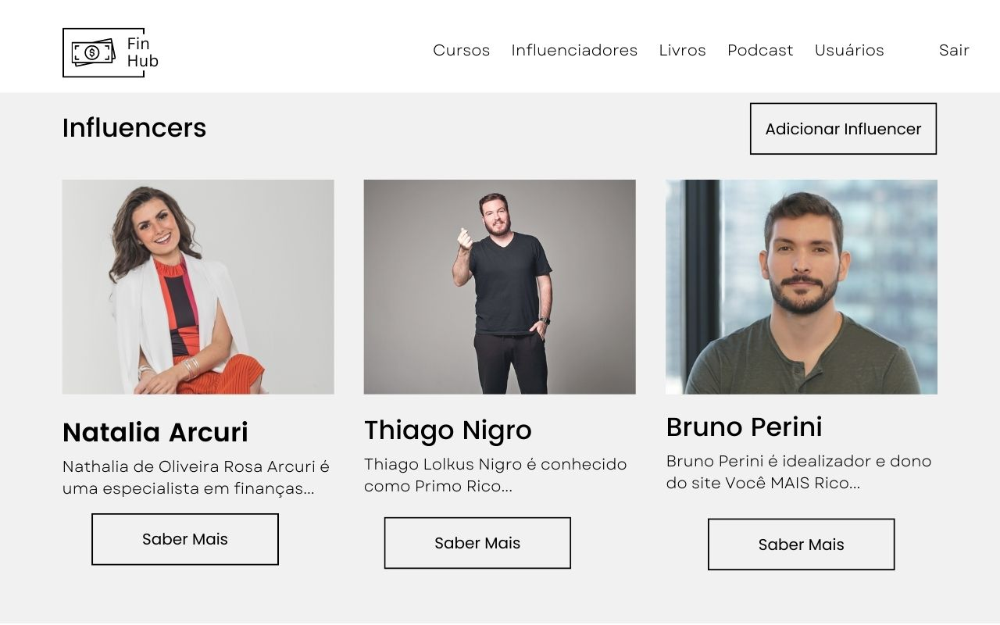 Fin
Hub
Cursos Influenciadores Livros Podcast Usuários Sair
Influencers
Adicionar Influencer
Natalia Arcuri
Nathalia de Oliveira Rosa Arcuri é
uma especialista em finanças...
Saber Mais
Thiago Nigro
Thiago Lolkus Nigro é conhecido
como Primo Rico...
Saber Mais
Bruno Perini
Bruno Perini é idealizador e dono
do site Você MAIS Rico...
Saber Mais